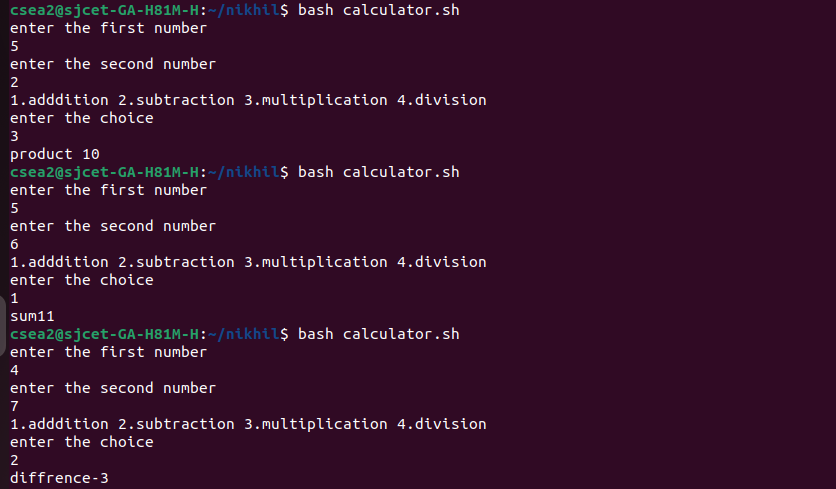 csea2@sjcet-GA-H81M-H:~/nikhil$ bash calculator.sh
enter the first number
5
enter the second number
2
1.adddition 2.subtraction 3.multiplication 4.division
enter the choice
3
product 10
csea2@sjcet-GA-H81M-H:~/nikhil$ bash calculator.sh
enter the first number
5
enter the second number
6
1.adddition 2.subtraction 3.multiplication 4.division
enter the choice
1
sum11
csea2@sjcet-GA-H81M-H:~/nikhil$ bash calculator.sh
enter the first number
4
enter the second number
7
1.adddition 2.subtraction 3.multiplication 4.division
enter the choice
2
diffrence-3